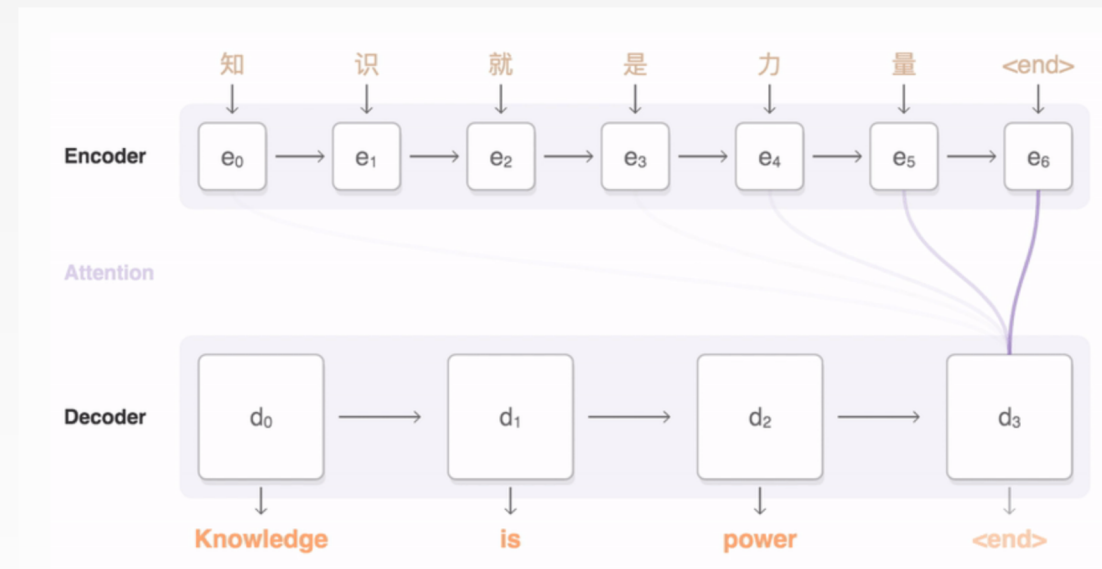 知 识 就 是 力 量 <end>
Encoder e₀ e₁ e₂ e₃ e₄ e₅ e₆
Attention
Decoder d₀ d₁ d₂ d₃
Knowledge is power <end>